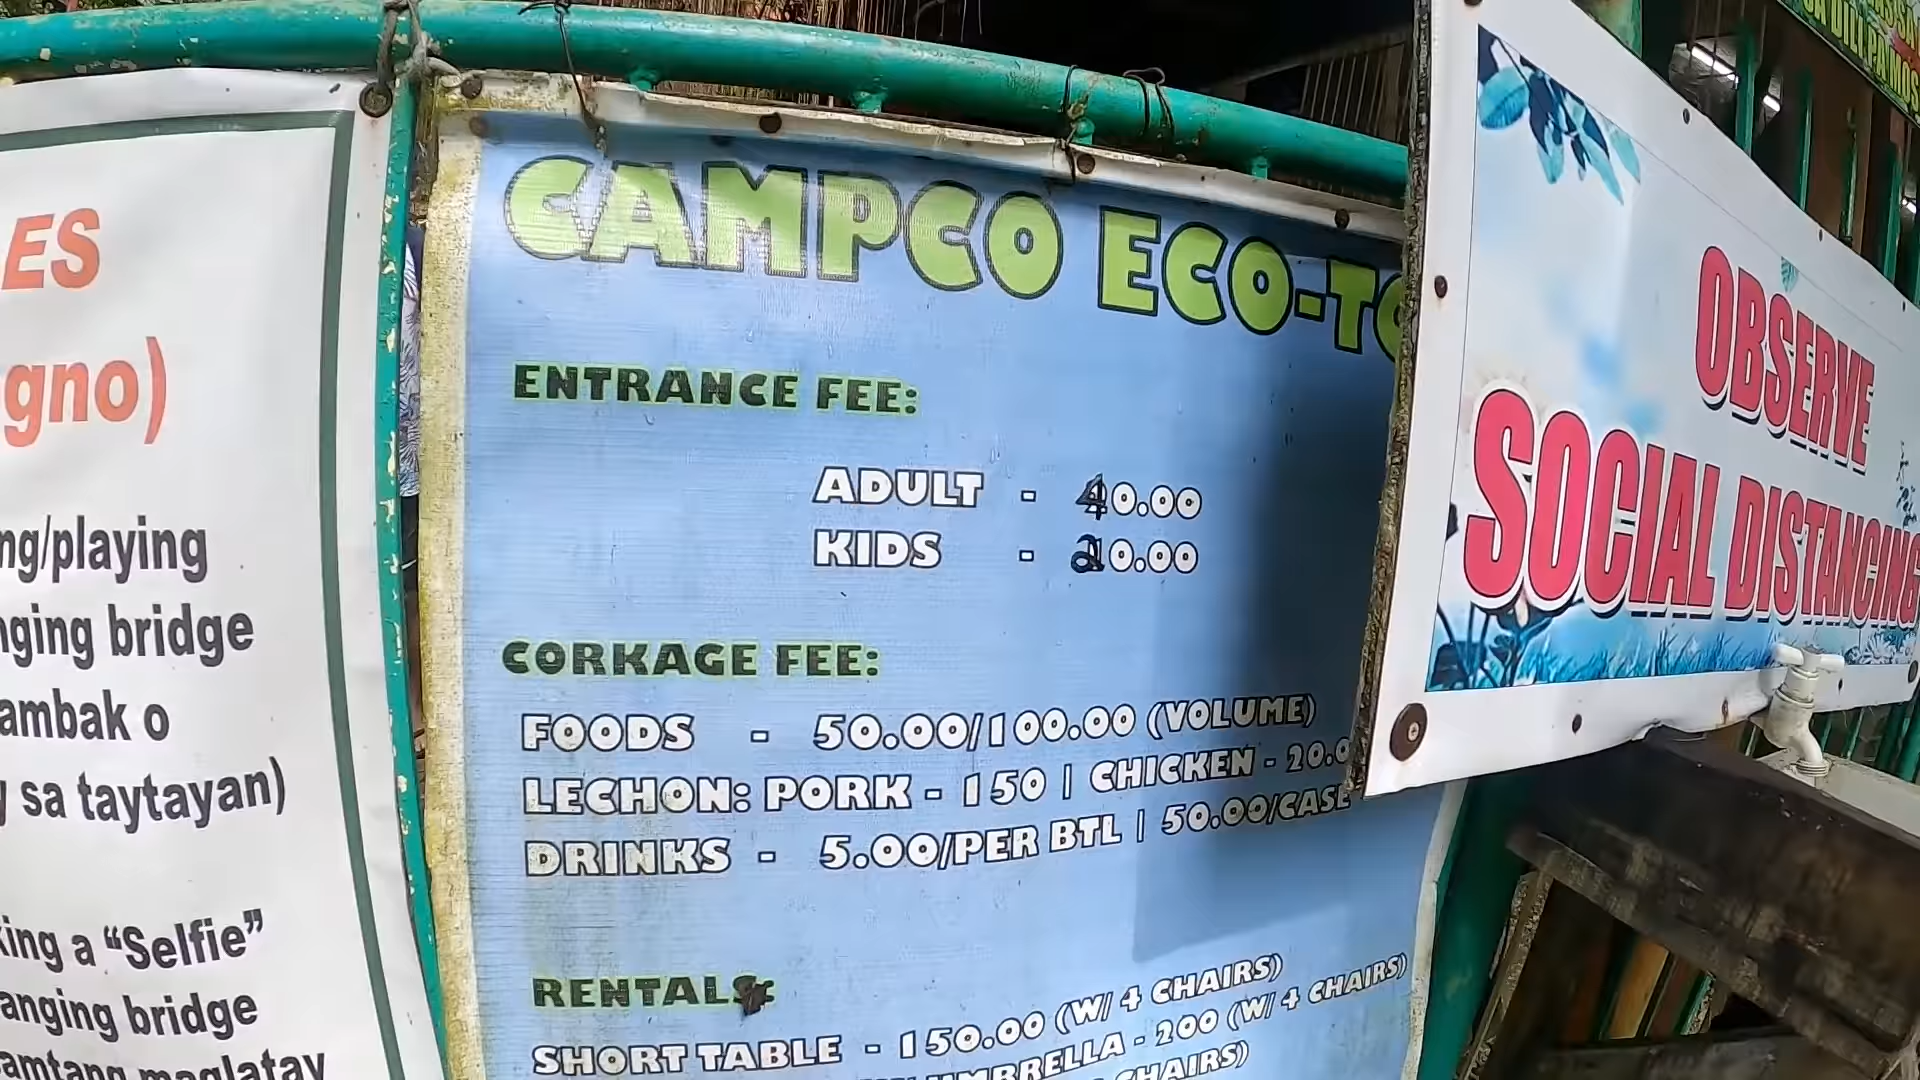 ES
gno)
ng/playing
nging bridge
ambak o
sa taytayan)
king a “Selfie”
anging bridge
amtang maglatay
CAMPCO ECO-TO
ENTRANCE FEE:
ADULT - 40.00
KIDS - 20.00
CORKAGE FEE:
FOODS - 50.00/100.00 (VOLUME)
LECHON: PORK - 150 | CHICKEN - 20.0
DRINKS - 5.00/PER BTL | 50.00/CASE
RENTALS:
SHORT TABLE - 150.00 (W/ 4 CHAIRS)
UMBRELLA - 200 (W/ 4 CHAIRS)
CHAIRS)
OBSERVE
SOCIAL DISTANCING